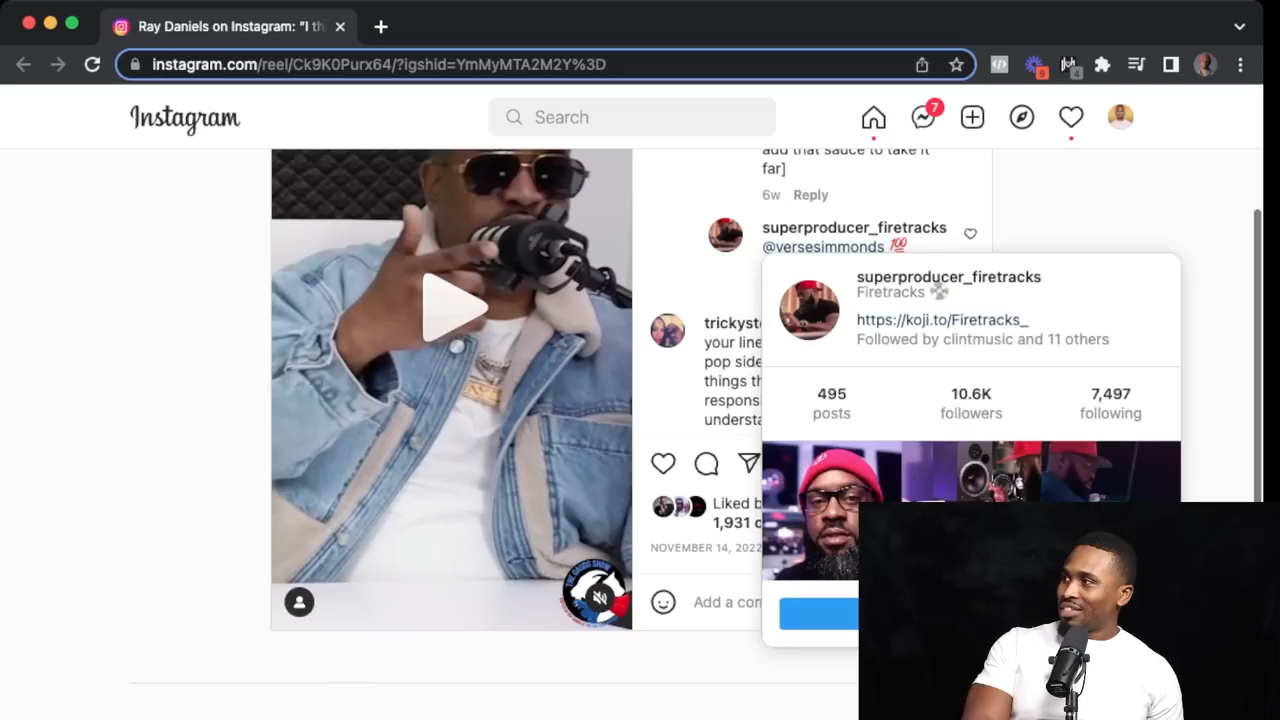 Ray Daniels on Instagram: "I th
instagram.com/reel/Ck9K0Purx64/?igshid=YmMyMTA2M2Y%3D
9
4
Instagram
Search
7
add that sauce to take it
far]
6w Reply
superproducer_firetracks
@versesimmonds 💯
superproducer_firetracks
Firetracks
https://koji.to/Firetracks_
Followed by clintmusic and 11 others
495
posts
10.6K
followers
7,497
following
trickyst
your line
pop side
things th
respons
understa
Liked b
1,931
NOVEMBER 14, 2022
Add a com